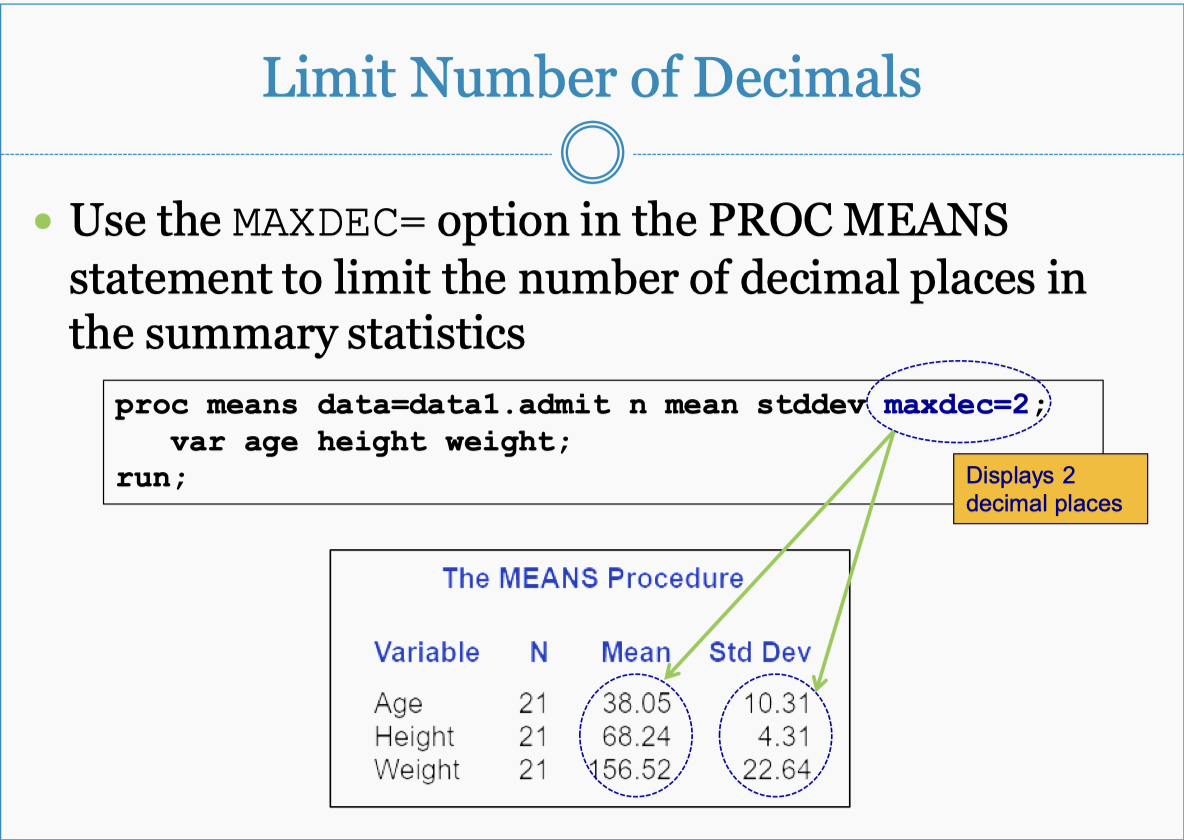 Limit Number of Decimals
• Use the MAXDEC= option in the PROC MEANS
statement to limit the number of decimal places in
the summary statistics
proc means data=data1.admit n mean stddev maxdec=2;
var age height weight;
run;
Displays 2
decimal places
The MEANS Procedure
Variable N Mean Std Dev
Age 21 38.05 10.31
Height 21 68.24 4.31
Weight 21 156.52 22.64